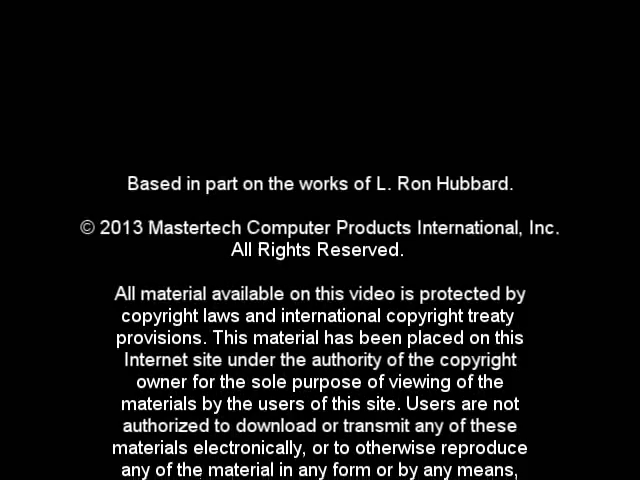 Based in part on the works of L. Ron Hubbard.
© 2013 Mastertech Computer Products International, Inc.
All Rights Reserved.
All material available on this video is protected by
copyright laws and international copyright treaty
provisions. This material has been placed on this
Internet site under the authority of the copyright
owner for the sole purpose of viewing of the
materials by the users of this site. Users are not
authorized to download or transmit any of these
materials electronically, or to otherwise reproduce
any of the material in any form or by any means,